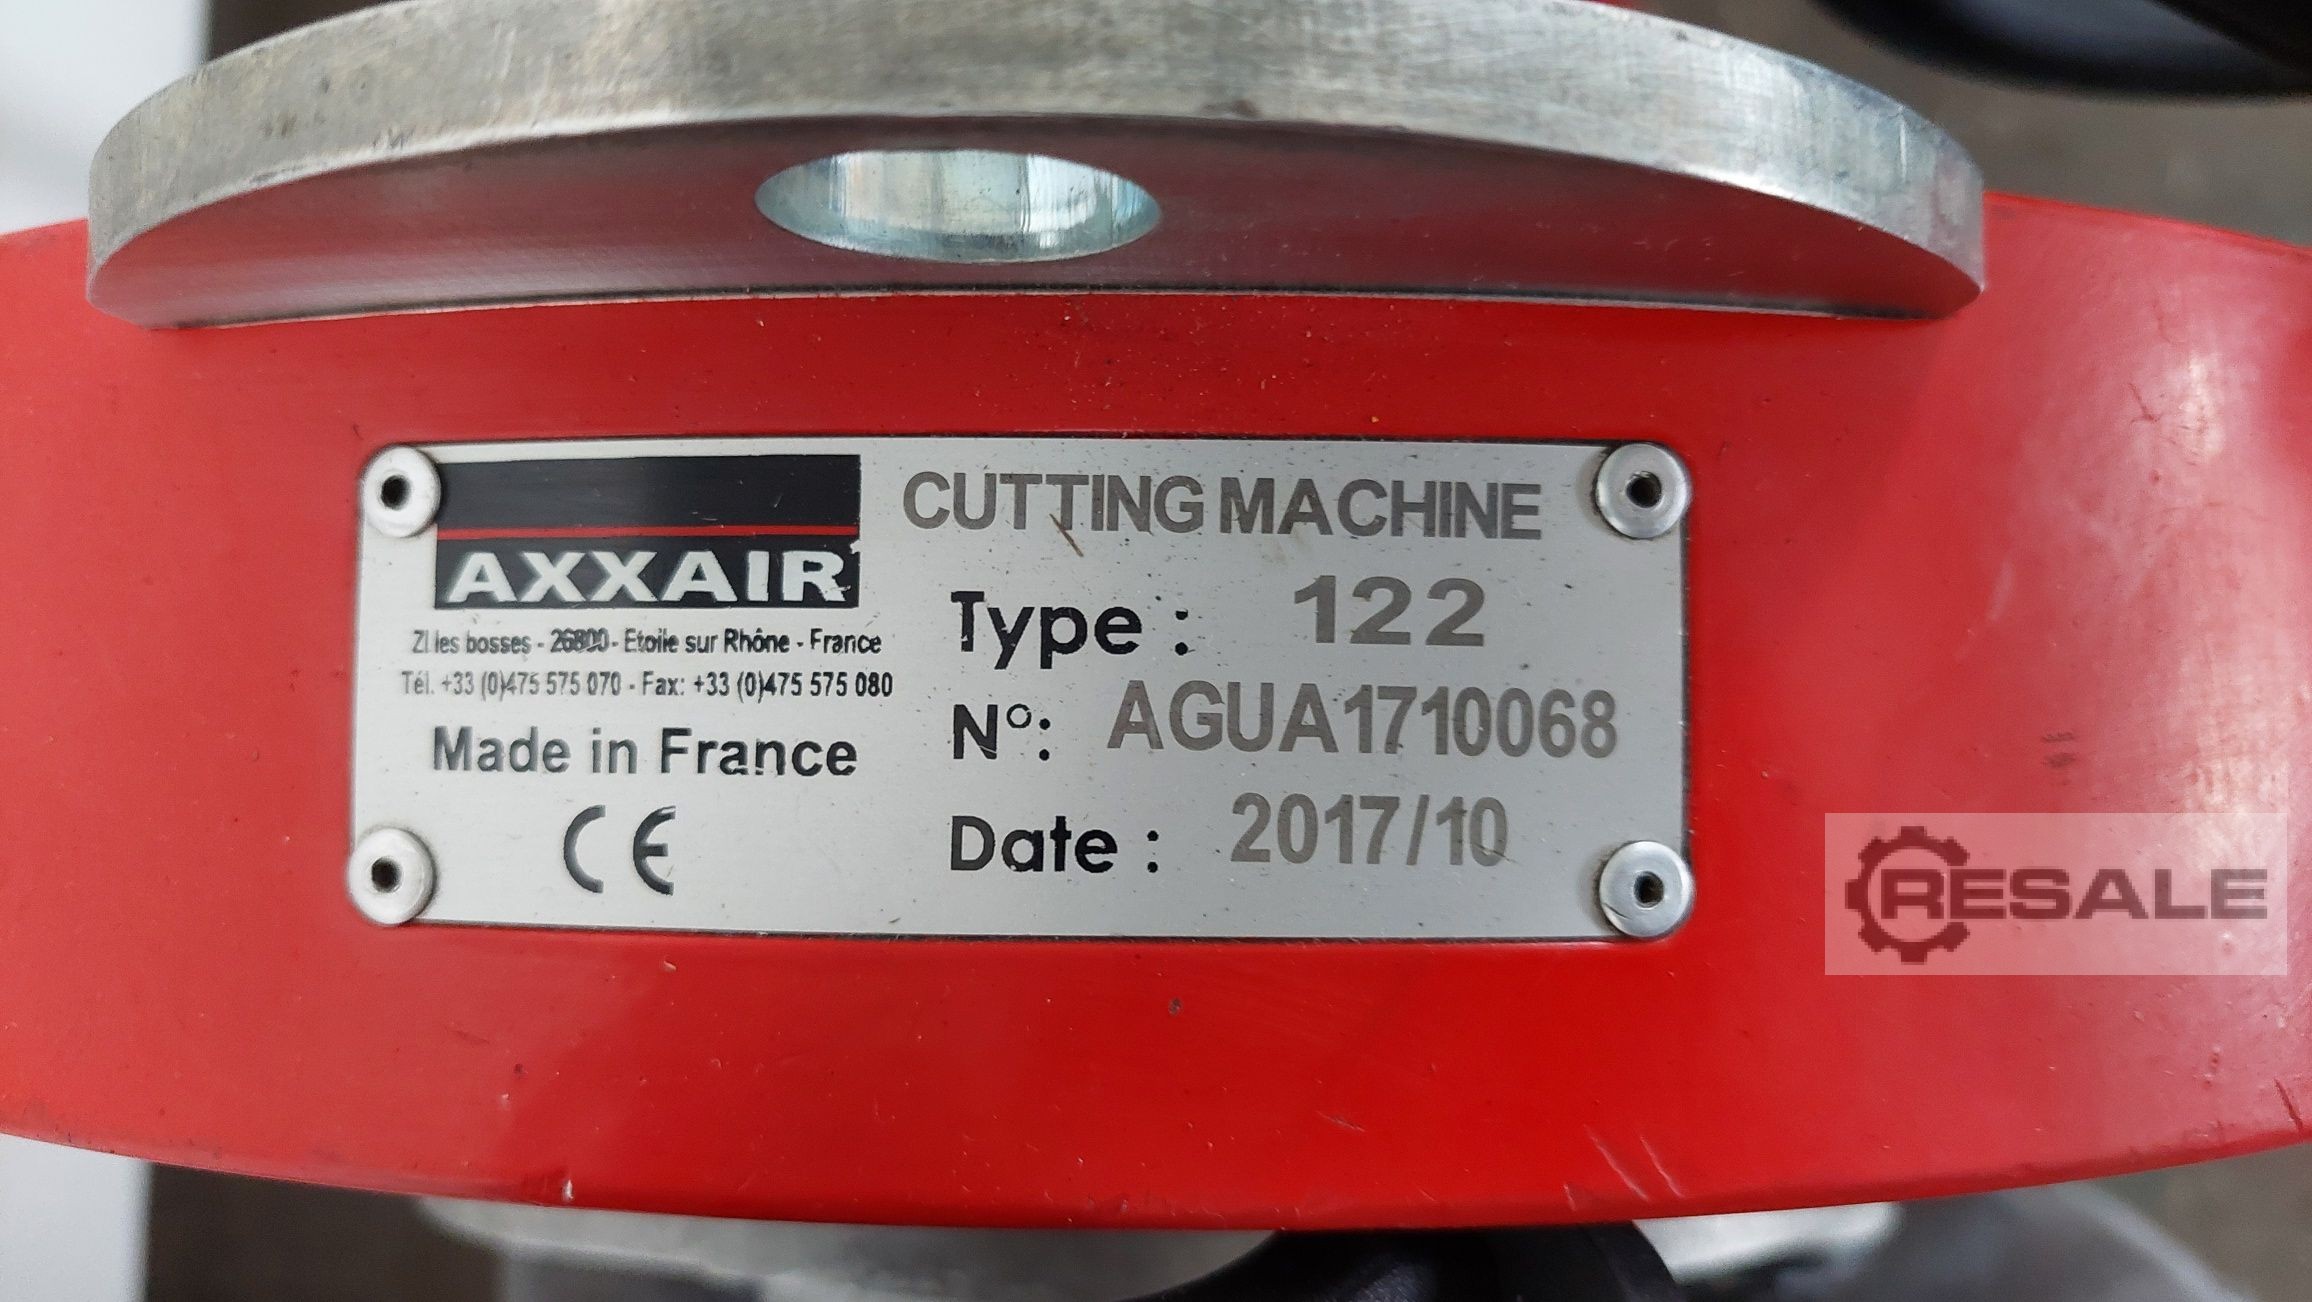 AXXAIR
ZI les bosses - 26800 - Etoile sur Rhône - France
Tél. +33 (0)475 575 070 - Fax: +33 (0)475 575 080
Made in France
CE
CUTTING MACHINE
Type : 122
N°: AGUA1710068
Date : 2017/10
RESALE